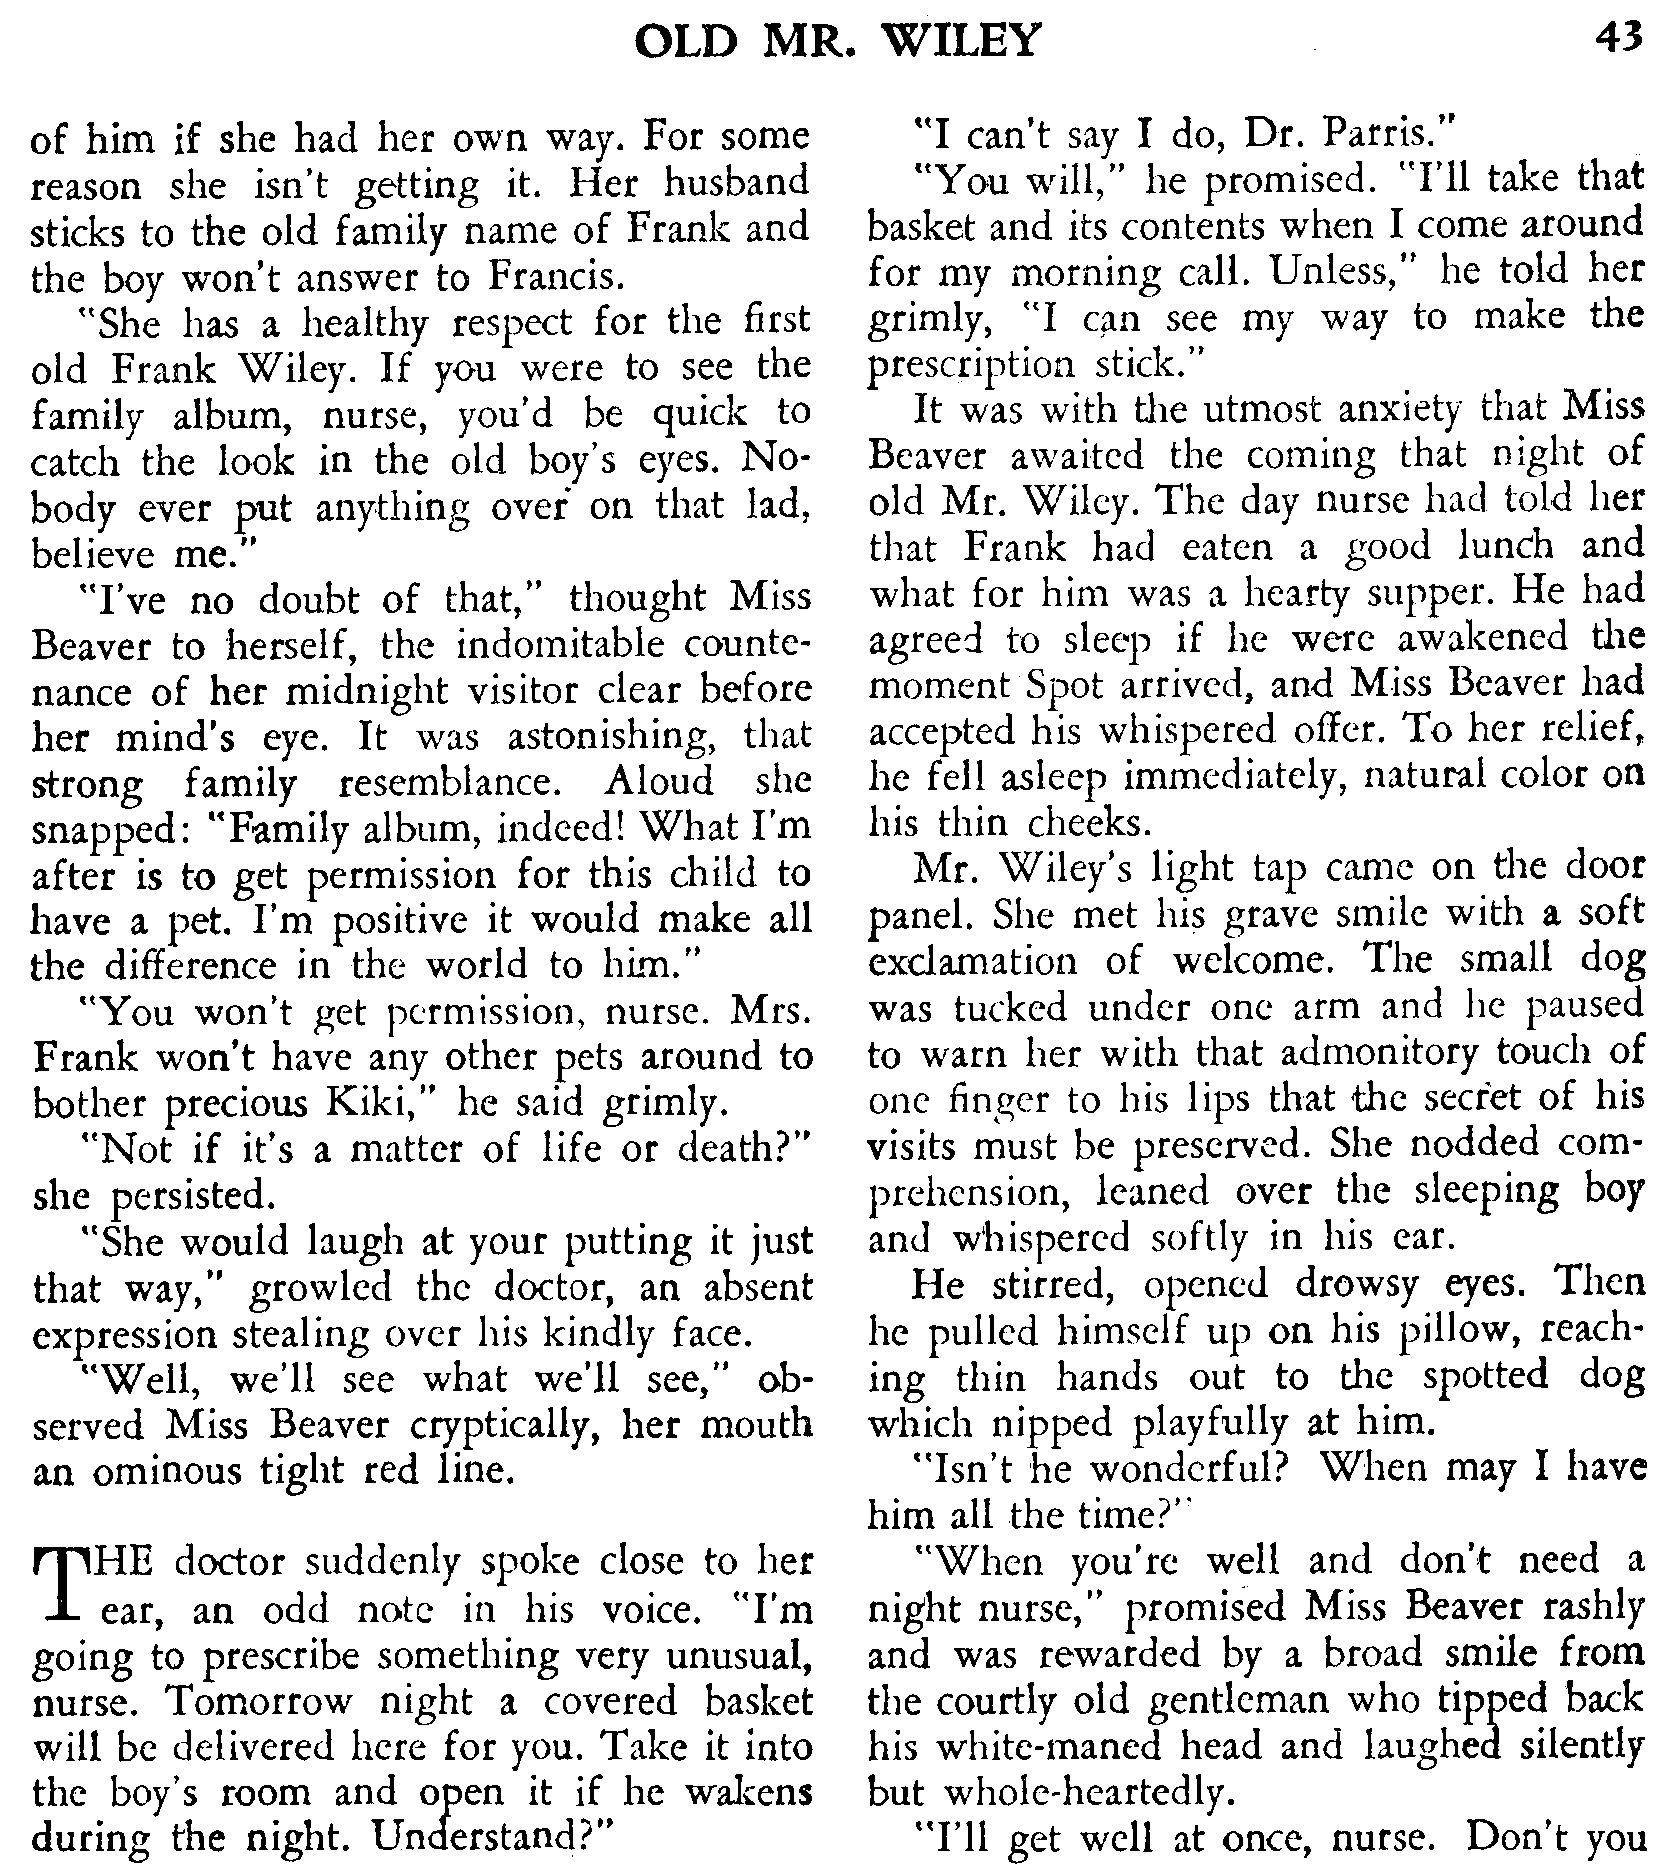 OLD MR. WILEY
43
of him if she had her own way. For some
reason she isn't getting it. Her husband
sticks to the old family name of Frank and
the boy won't answer to Francis.
"She has a healthy respect for the first
old Frank Wiley. If you were to see the
family album, nurse, you'd be quick to
catch the look in the old boy's eyes. No-
body ever put anything over on that lad,
believe me."
"I've no doubt of that," thought Miss
Beaver to herself, the indomitable counte-
nance of her midnight visitor clear before
her mind's eye. It was astonishing, that
strong family resemblance. Aloud she
snapped: "Family album, indeed! What I'm
after is to get permission for this child to
have a pet. I'm positive it would make all
the difference in the world to him."
"You won't get permission, nurse. Mrs.
Frank won't have any other pets around to
bother precious Kiki," he said grimly.
"Not if it's a matter of life or death?"
she persisted.
"She would laugh at your putting it just
that way," growled the doctor, an absent
expression stealing over his kindly face.
"Well, we'll see what we'll see," ob-
served Miss Beaver cryptically, her mouth
an ominous tight red line.
THE doctor suddenly spoke close to her
ear, an odd note in his voice. "I'm
going to prescribe something very unusual,
nurse. Tomorrow night a covered basket
will be delivered here for you. Take it into
the boy's room and open it if he wakens
during the night. Understand?"
"I can't say I do, Dr. Parris."
"You will," he promised. "I'll take that
basket and its contents when I come around
for my morning call. Unless," he told her
grimly, "I can see my way to make the
prescription stick."
It was with the utmost anxiety that Miss
Beaver awaited the coming that night of
old Mr. Wiley. The day nurse had told her
that Frank had eaten a good lunch and
what for him was a hearty supper. He had
agreed to sleep if he were awakened the
moment Spot arrived, and Miss Beaver had
accepted his whispered offer. To her relief,
he fell asleep immediately, natural color on
his thin cheeks.
Mr. Wiley's light tap came on the door
panel. She met his grave smile with a soft
exclamation of welcome. The small dog
was tucked under one arm and he paused
to warn her with that admonitory touch of
one finger to his lips that the secret of his
visits must be preserved. She nodded com-
prehension, leaned over the sleeping boy
and whispered softly in his ear.
He stirred, opened drowsy eyes. Then
he pulled himself up on his pillow, reach-
ing thin hands out to the spotted dog
which nipped playfully at him.
"Isn't he wonderful? When may I have
him all the time?"
"When you're well and don't need a
night nurse," promised Miss Beaver rashly
and was rewarded by a broad smile from
the courtly old gentleman who tipped back
his white-maned head and laughed silently
but whole-heartedly.
"I'll get well at once, nurse. Don't you